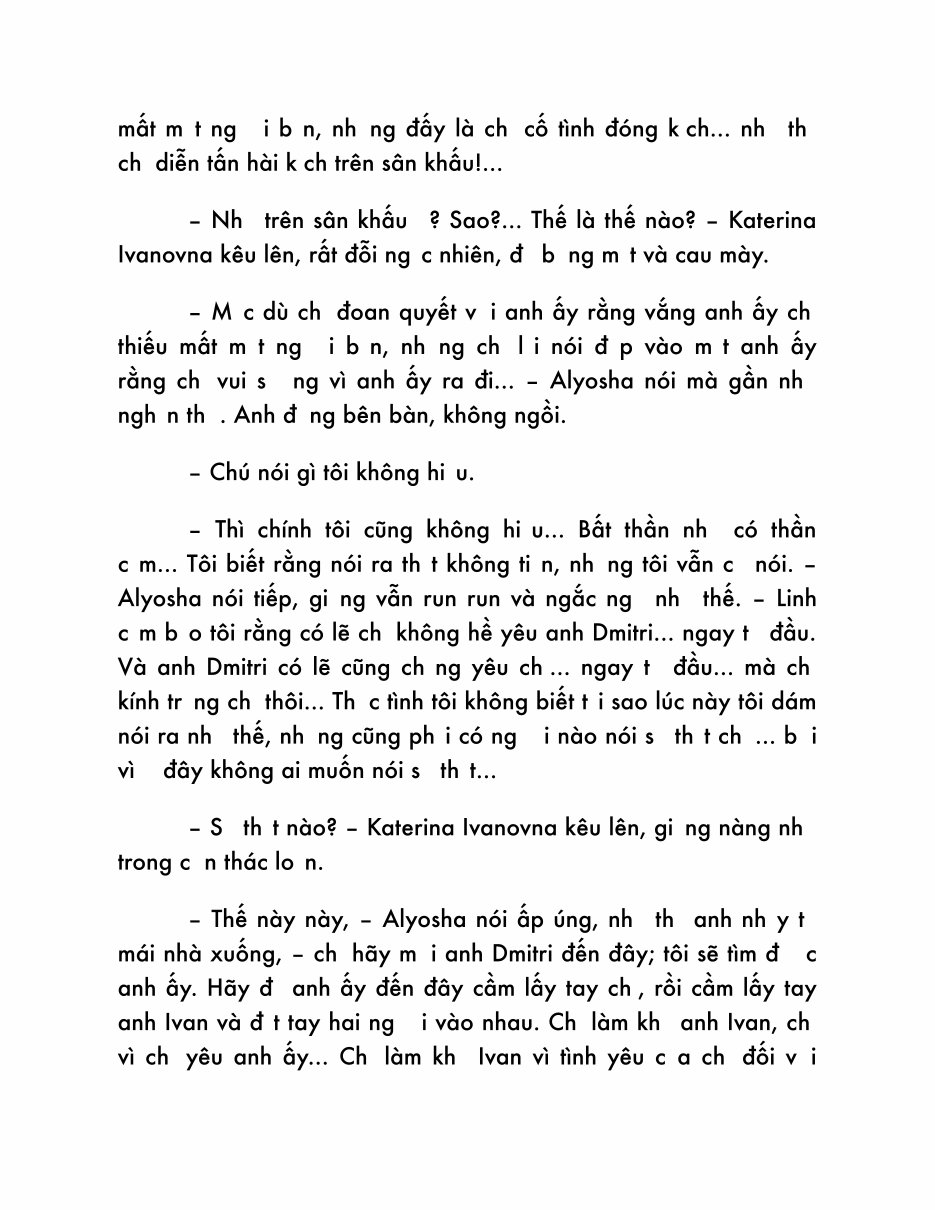 mất m t ng i b n, nh ng đấy là ch cố tình đóng k ch... nh th
ch diễn tấn hài k ch trên sân khấu!...
– Nh trên sân khấu ? Sao?... Thế là thế nào? – Katerina
Ivanovna kêu lên, rất đỗi ng c nhiên, đ b ng m t và cau mày.
– M c dù ch đoan quyết v i anh ấy rằng vắng anh ấy ch
thiếu mất m t ng i b n, nh ng ch l i nói đ p vào m t anh ấy
rằng ch vui s ng vì anh ấy ra đi... – Alyosha nói mà gần nh
ngh n th . Anh đ ng bên bàn, không ngồi.
– Chú nói gì tôi không hi u.
– Thì chính tôi cũng không hi u... Bất thần nh có thần
c m... Tôi biết rằng nói ra th t không ti n, nh ng tôi vẫn c nói. –
Alyosha nói tiếp, gi ng vẫn run run và ngắc ng nh thế. – Linh
c m b o tôi rằng có lẽ ch không hề yêu anh Dmitri... ngay t đầu.
Và anh Dmitri có lẽ cũng ch ng yêu ch ... ngay t đầu... mà ch
kính tr ng ch thôi... Th c tình tôi không biết t i sao lúc này tôi dám
nói ra nh thế, nh ng cũng ph i có ng i nào nói s th t ch ... b i
vì đây không ai muốn nói s th t...
– S th t nào? – Katerina Ivanovna kêu lên, gi ng nàng nh
trong c n thác lo n.
– Thế này này, – Alyosha nói ấp úng, nh th anh nh y t
mái nhà xuống, – ch hãy m i anh Dmitri đến đây; tôi sẽ tìm đ c
anh ấy. Hãy đ anh ấy đến đây cầm lấy tay ch , rồi cầm lấy tay
anh Ivan và đ t tay hai ng i vào nhau. Ch làm kh anh Ivan, ch
vì ch yêu anh ấy... Ch làm kh Ivan vì tình yêu c a ch đối v i